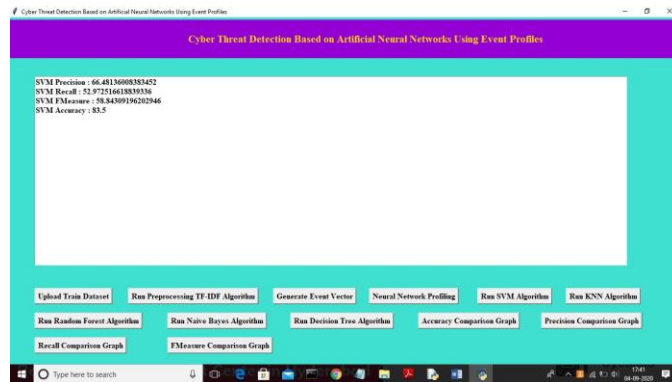 Cyber Threat Detection Based on Artificial Neural Networks Using Event Profiles
Cyber Threat Detection Based on Artificial Neural Networks Using Event Profiles
SVM Precision : 66.48136008383452
SVM Recall : 52.972516618839336
SVM FMeasure : 58.84309196202946
SVM Accuracy : 83.5
Upload Train Dataset
Run Preprocessing TF-IDF Algorithm
Generate Event Vector
Neural Network Profiling
Run SVM Algorithm
Run KNN Algorithm
Run Random Forest Algorithm
Run Naive Bayes Algorithm
Run Decision Tree Algorithm
Accuracy Comparison Graph
Precision Comparison Graph
Recall Comparison Graph
FMeasure Comparison Graph
Type here to search
17:41
04-09-2020